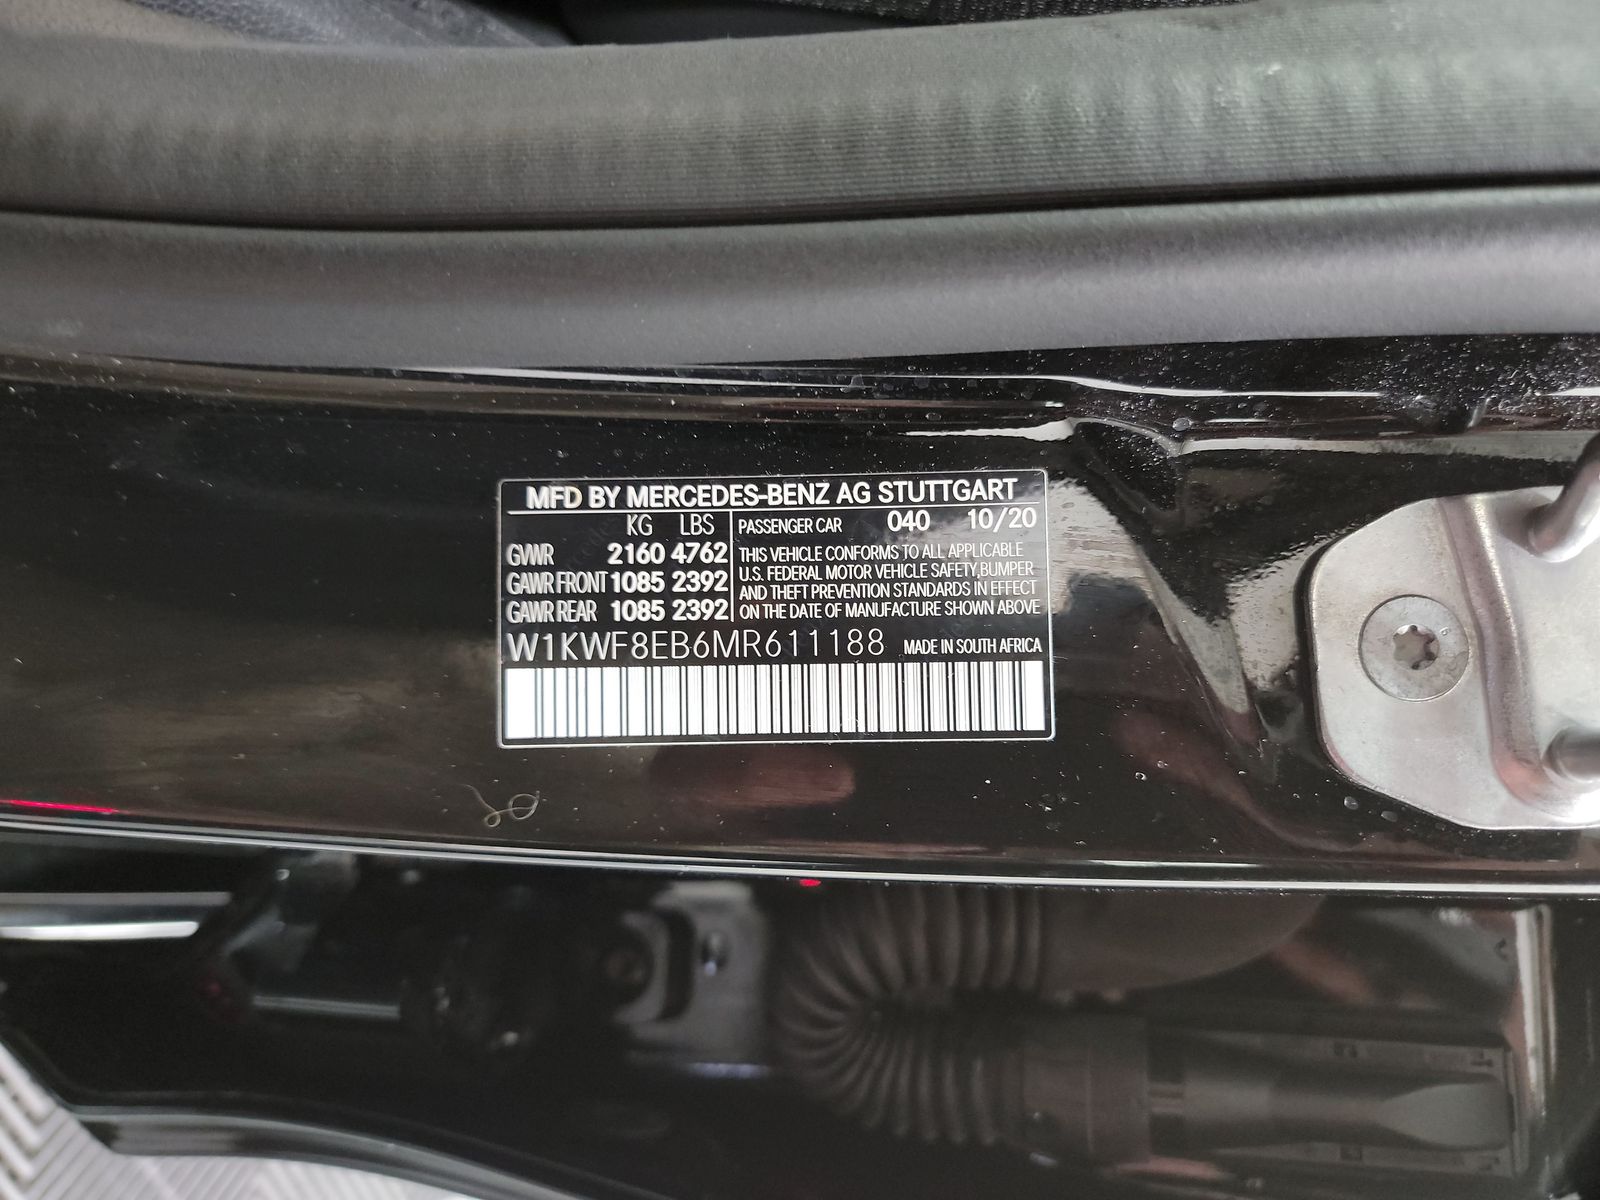 MFD BY MERCEDES-BENZ AG STUTTGART
KG LBS
GVWR 2160 4762
GAWR FRONT 1085 2392
GAWR REAR 1085 2392
PASSENGER CAR 040 10/20
THIS VEHICLE CONFORMS TO ALL APPLICABLE
U.S. FEDERAL MOTOR VEHICLE SAFETY,BUMPER
AND THEFT PREVENTION STANDARDS IN EFFECT
ON THE DATE OF MANUFACTURE SHOWN ABOVE
W1KWF8EB6MR611188 MADE IN SOUTH AFRICA